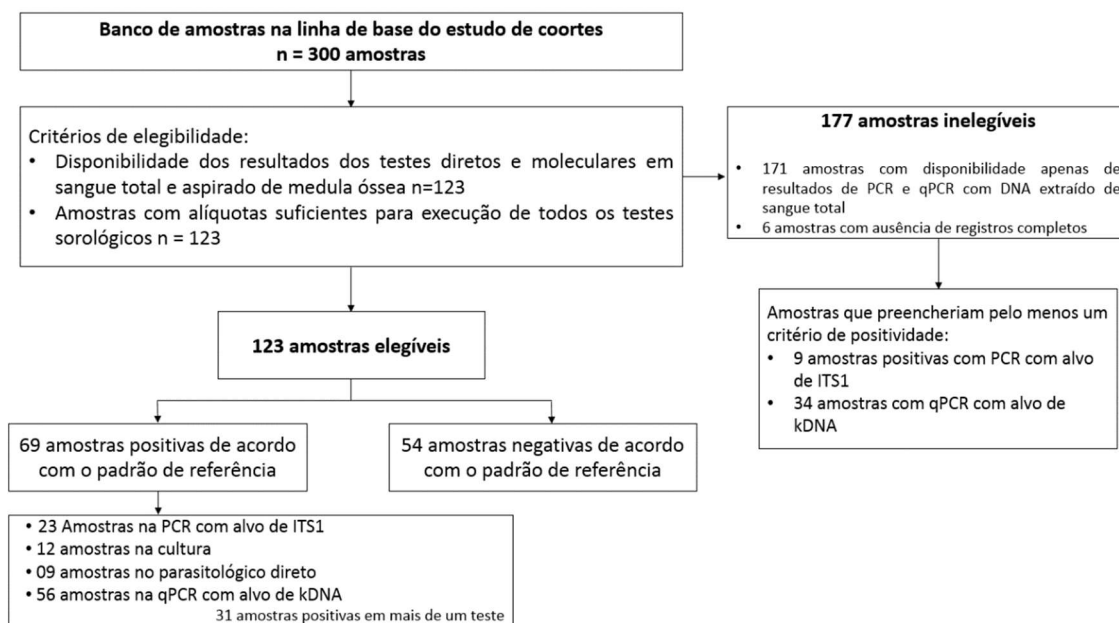 Banco de amostras na linha de base do estudo de coortes
n = 300 amostras
Critérios de elegibilidade:
• Disponibilidade dos resultados dos testes diretos e moleculares em
sangue total e aspirado de medula óssea n=123
• Amostras com alíquotas suficientes para execução de todos os testes
sorológicos n = 123
177 amostras inelegíveis
• 171 amostras com disponibilidade apenas de
resultados de PCR e qPCR com DNA extraído de
sangue total
• 6 amostras com ausência de registros completos
Amostras que preencheriam pelo menos um
critério de positividade:
• 9 amostras positivas com PCR com alvo
de ITS1
• 34 amostras com qPCR com alvo de
kDNA
123 amostras elegíveis
69 amostras positivas de acordo
com o padrão de referência
54 amostras negativas de acordo
com o padrão de referência
• 23 Amostras na PCR com alvo de ITS1
• 12 amostras na cultura
• 09 amostras no parasitológico direto
• 56 amostras na qPCR com alvo de kDNA
31 amostras positivas em mais de um teste